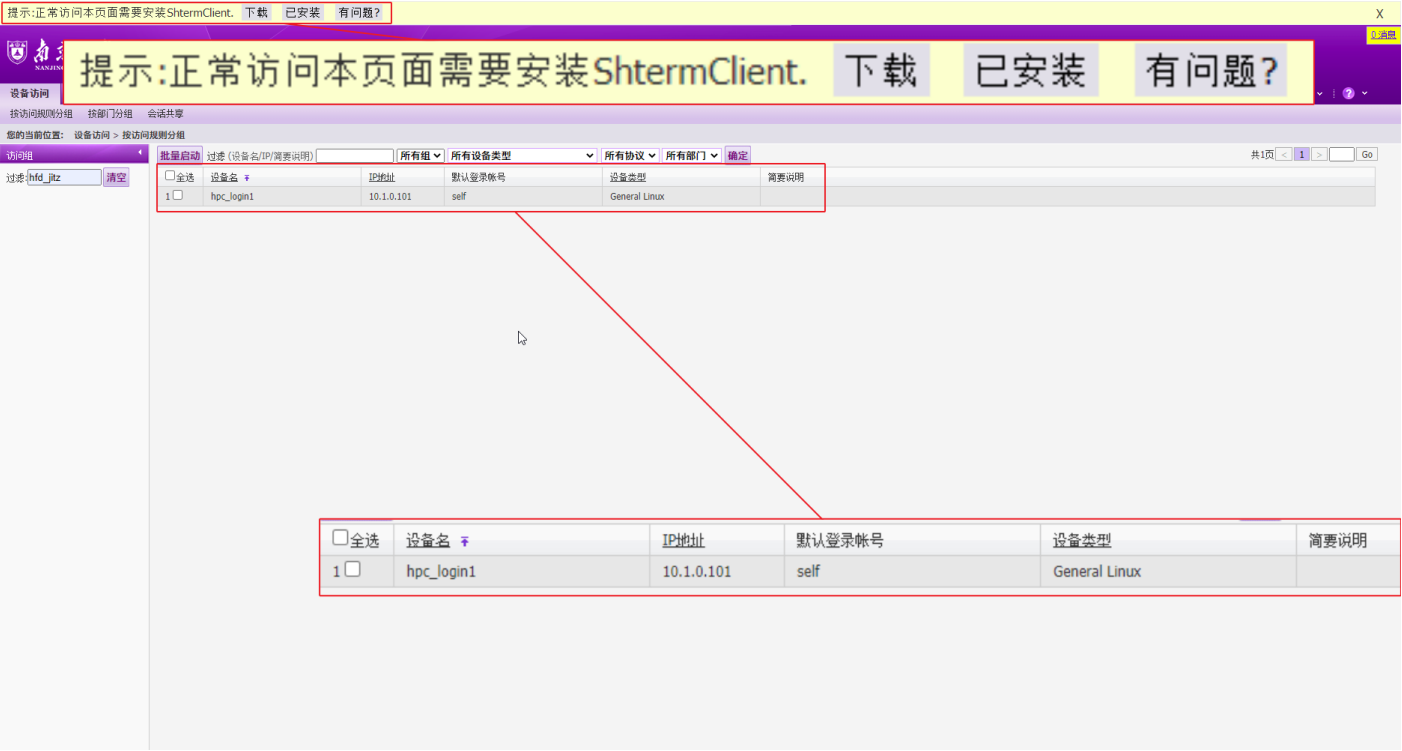 提示:正常访问本页面需要安装ShtermClient. 下载 已安装 有问题? X
0 消息
南京
NANJING
提示:正常访问本页面需要安装ShtermClient. 下载 已安装 有问题?
设备访问
按访问规则分组 按部门分组 会话共享
您的当前位置: 设备访问 > 按访问规则分组
访问组
过滤: hfd_jitz 清空
批量启动 过滤 (设备名/IP/简要说明) 所有组 所有设备类型 所有协议 所有部门 确定 共1页 < 1 > Go
全选 设备名 IP地址 默认登录帐号 设备类型 简要说明
1 hpc_login1 10.1.0.101 self General Linux
全选 设备名 IP地址 默认登录帐号 设备类型 简要说明
1 hpc_login1 10.1.0.101 self General Linux